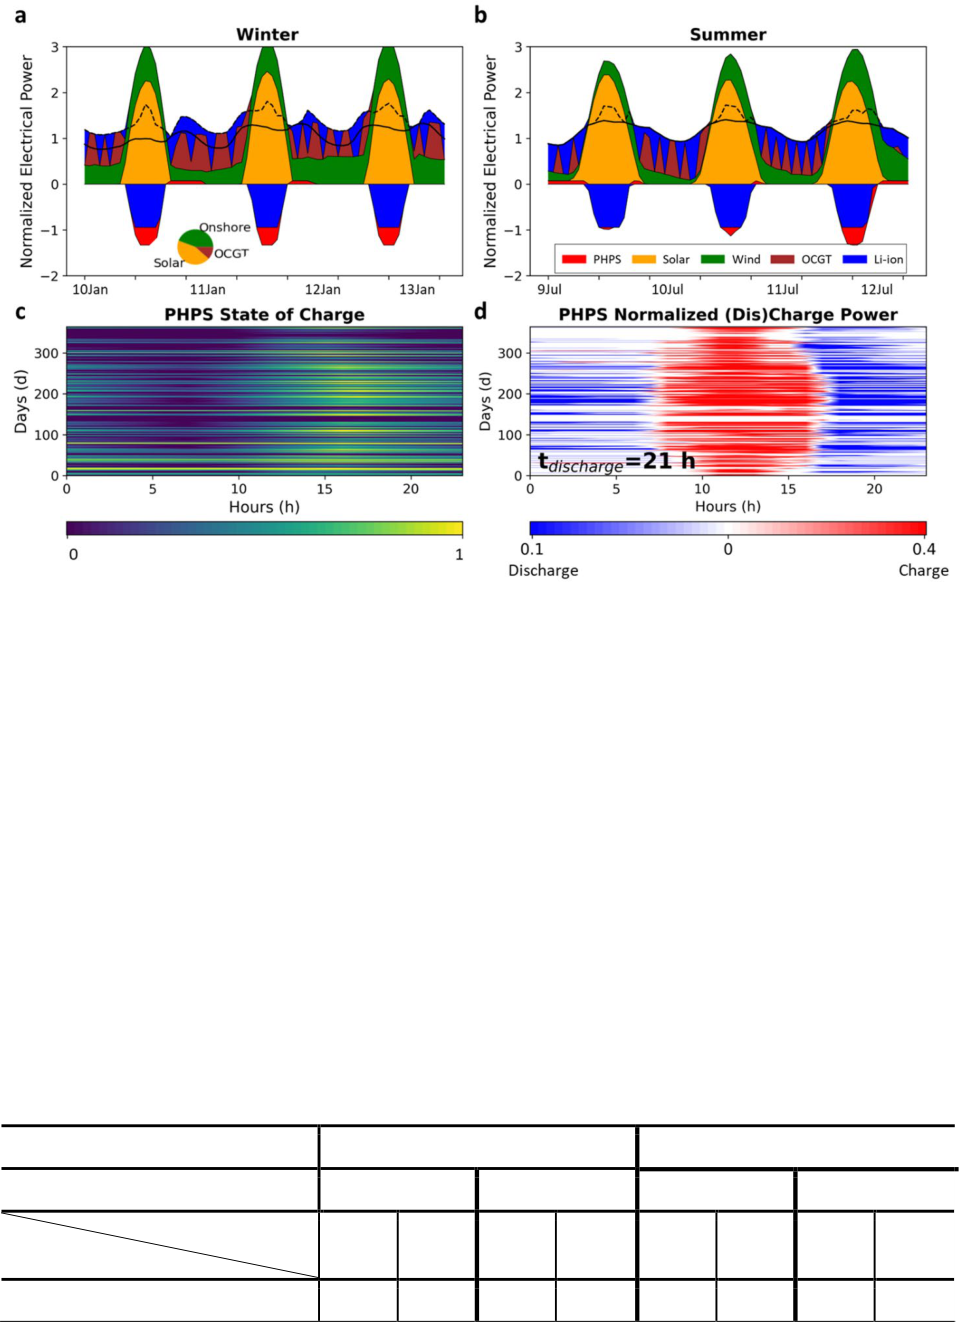 a
Winter
Normalized Electrical Power
3
2
1
0
−1
−2
Onshore
OCGT
Solar
10Jan 11Jan 12Jan 13Jan
b
Summer
Normalized Electrical Power
3
2
1
0
−1
−2
PHPS Solar Wind OCGT Li-ion
9Jul 10Jul 11Jul 12Jul
c
PHPS State of Charge
Days (d)
300
200
100
0
0 5 10 15 20
Hours (h)
0 1
d
PHPS Normalized (Dis)Charge Power
Days (d)
300
200
100
0
tdischarge=21 h
0 5 10 15 20
Hours (h)
0.1 0 0.4
Discharge Charge